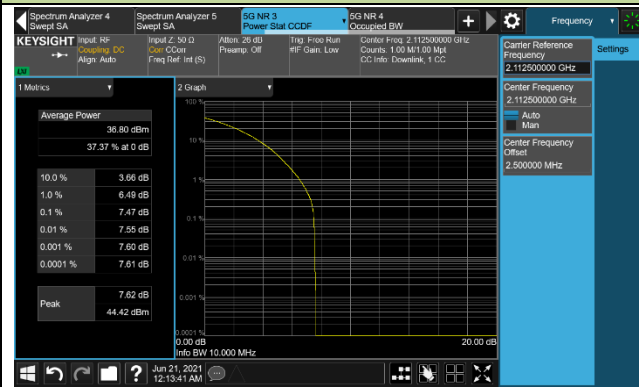 Spectrum Analyzer 4
Swept SA
Spectrum Analyzer 5
Swept SA
5G NR 3
Power Stat CCDF
5G NR 4
Occupied BW
Frequency
KEYSIGHT
Input: RF
Coupling: DC
Align: Auto
Input Z: 50 Ω
Corr CCorr
Freq Ref: Int (S)
Atten: 26 dB
Preamp: Off
Trig: Free Run
#IF Gain: Low
Center Freq: 2.112500000 GHz
Counts: 1.00 M/1.00 Mpt
CC Info: Downlink, 1 CC
Carrier Reference
Frequency
2.112500000 GHz
Settings
Center Frequency
2.112500000 GHz
Auto
Man
Center Frequency
Offset
2.500000 MHz
1 Metrics
Average Power
36.80 dBm
37.37 % at 0 dB
10.0 % 3.66 dB
1.0 % 6.49 dB
0.1 % 7.47 dB
0.01 % 7.55 dB
0.001 % 7.60 dB
0.0001 % 7.61 dB
Peak
7.62 dB
44.42 dBm
2 Graph
100 %
10 %
1 %
0.1 %
0.01 %
0.001 %
0.0001 %
0.00 dB
20.00 dB
Info BW 10.000 MHz
?
Jun 21, 2021
12:13:41 AM